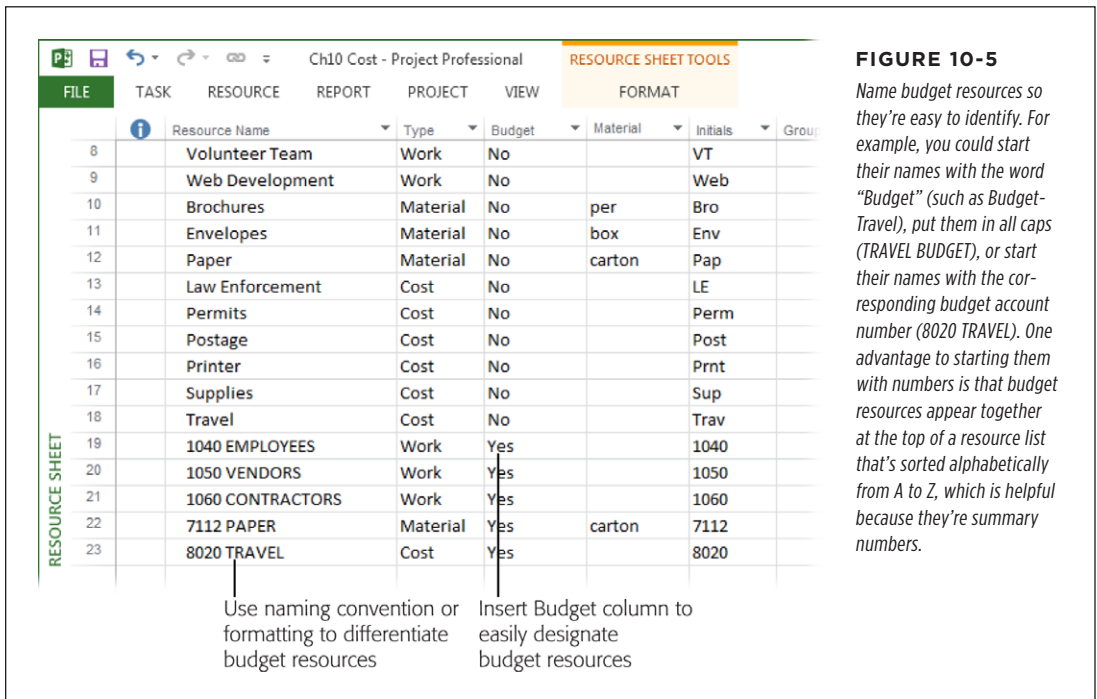 Ch10 Cost - Project Professional
RESOURCE SHEET TOOLS
FILE TASK RESOURCE REPORT PROJECT VIEW FORMAT
Resource Name Type Budget Material Initials Group
8 Volunteer Team Work No VT
9 Web Development Work No Web
10 Brochures Material No per Bro
11 Envelopes Material No box Env
12 Paper Material No carton Pap
13 Law Enforcement Cost No LE
14 Permits Cost No Perm
15 Postage Cost No Post
16 Printer Cost No Prnt
17 Supplies Cost No Sup
18 Travel Cost No Trav
19 1040 EMPLOYEES Work Yes 1040
20 1050 VENDORS Work Yes 1050
21 1060 CONTRACTORS Work Yes 1060
22 7112 PAPER Material Yes carton 7112
23 8020 TRAVEL Cost Yes 8020
RESOURCE SHEET
Use naming convention or
formatting to differentiate
budget resources
Insert Budget column to
easily designate
budget resources
FIGURE 10-5
Name budget resources so
they're easy to identify. For
example, you could start
their names with the word
“Budget” (such as Budget-
Travel), put them in all caps
(TRAVEL BUDGET), or start
their names with the cor-
responding budget account
number (8020 TRAVEL). One
advantage to starting them
with numbers is that budget
resources appear together
at the top of a resource list
that's sorted alphabetically
from A to Z, which is helpful
because they're summary
numbers.